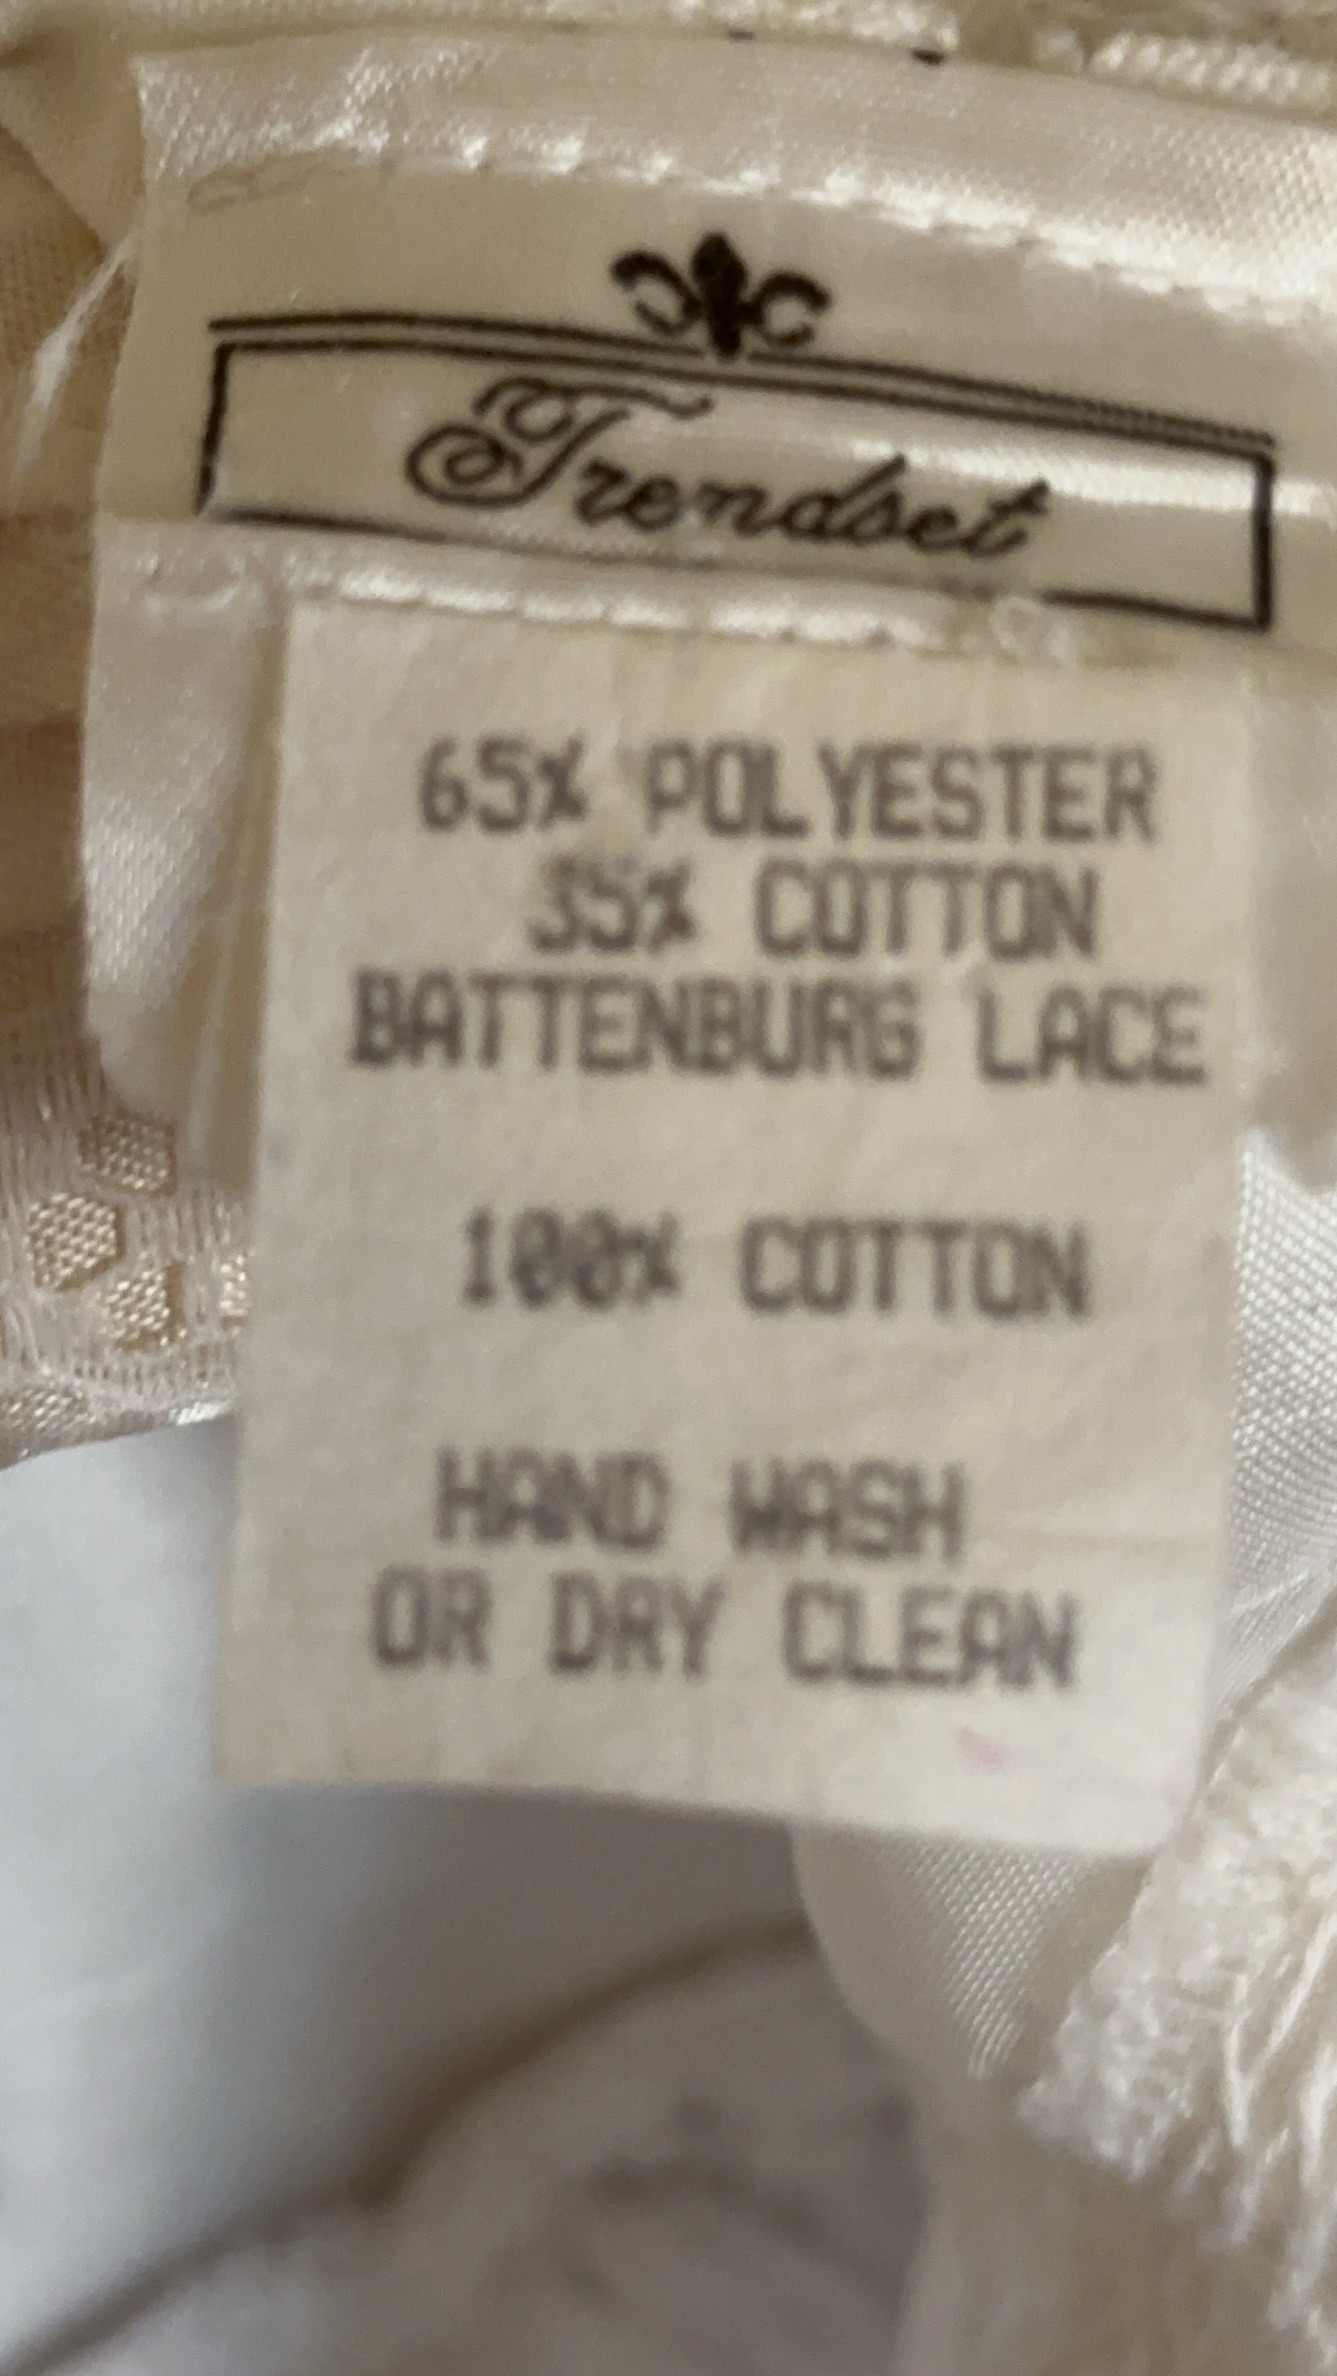 Trendset
65% POLYESTER
35% COTTON
BATTENBURG LACE
100% COTTON
HAND WASH
OR DRY CLEAN